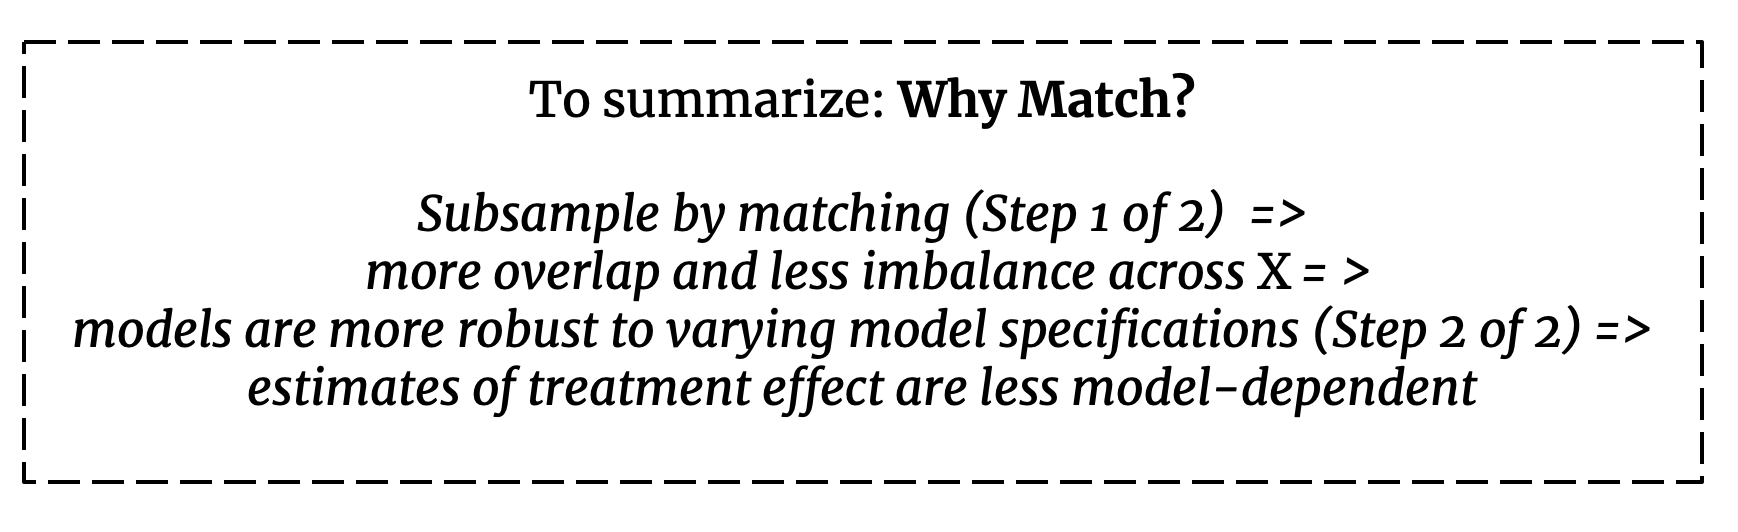 To summarize: Why Match?
Subsample by matching (Step 1 of 2)  =>
more overlap and less imbalance across X = >
models are more robust to varying model specifications (Step 2 of 2) =>
estimates of treatment effect are less model-dependent